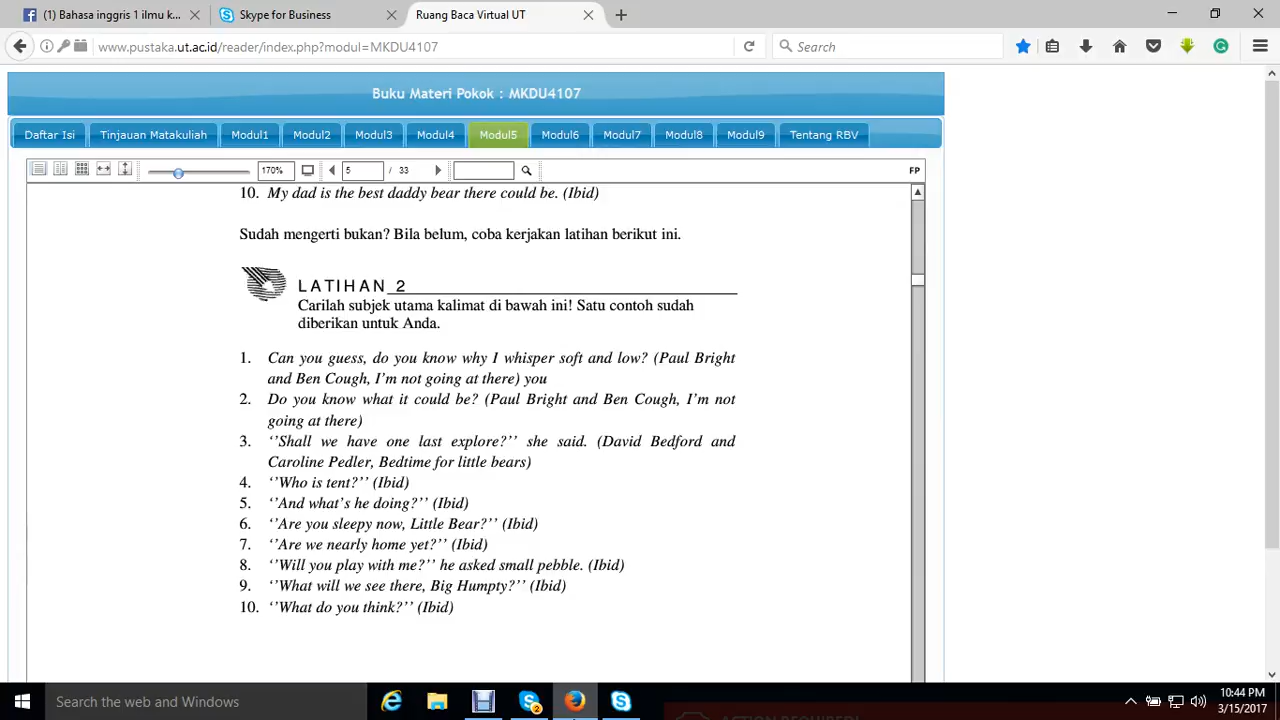 (1) Bahasa inggris 1 ilmu k...
Skype for Business
Ruang Baca Virtual UT
www.pustaka.ut.ac.id/reader/index.php?modul=MKDU4107
Search
Buku Materi Pokok : MKDU4107
Daftar Isi
Tinjauan Matakuliah
Modul1
Modul2
Modul3
Modul4
Modul5
Modul6
Modul7
Modul8
Modul9
Tentang RBV
170%
5 / 33
FP
10. My dad is the best daddy bear there could be. (Ibid)
Sudah mengerti bukan? Bila belum, coba kerjakan latihan berikut ini.
LATIHAN 2
Carilah subjek utama kalimat di bawah ini! Satu contoh sudah
diberikan untuk Anda.
1. Can you guess, do you know why I whisper soft and low? (Paul Bright
and Ben Cough, I'm not going at there) you
2. Do you know what it could be? (Paul Bright and Ben Cough, I'm not
going at there)
3. ‘’Shall we have one last explore?’’ she said. (David Bedford and
Caroline Pedler, Bedtime for little bears)
4. ‘’Who is tent?’’ (Ibid)
5. ‘’And what’s he doing?’’ (Ibid)
6. ‘’Are you sleepy now, Little Bear?’’ (Ibid)
7. ‘’Are we nearly home yet?’’ (Ibid)
8. ‘’Will you play with me?’’ he asked small pebble. (Ibid)
9. ‘’What will we see there, Big Humpty?’’ (Ibid)
10. ‘’What do you think?’’ (Ibid)
Search the web and Windows
2
ACTION REQUIRED!
10:44 PM
3/15/2017